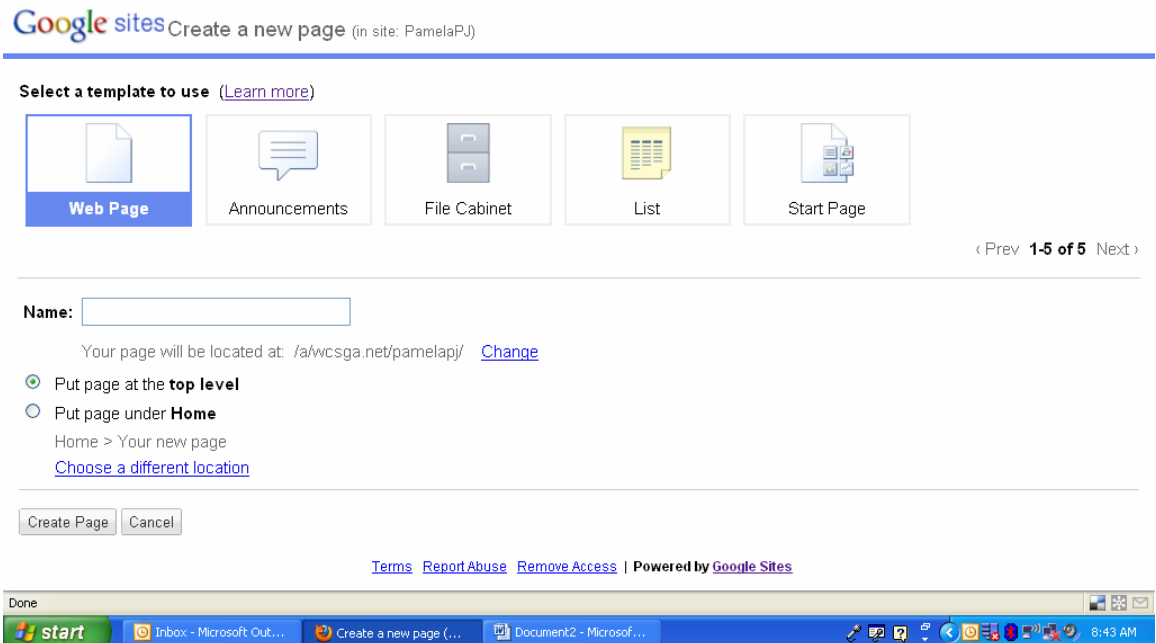 Google sites Create a new page (in site: PamelaPJ)
Select a template to use (Learn more)
Web Page Announcements File Cabinet List Start Page
‹ Prev 1-5 of 5 Next ›
Name:
Your page will be located at: /a/wcsga.net/pamelapj/ Change
Put page at the top level
Put page under Home
Home > Your new page
Choose a different location
Create Page Cancel
Terms Report Abuse Remove Access | Powered by Google Sites
Done
start Inbox - Microsoft Out... Create a new page (... Document2 - Microsof... 8:43 AM